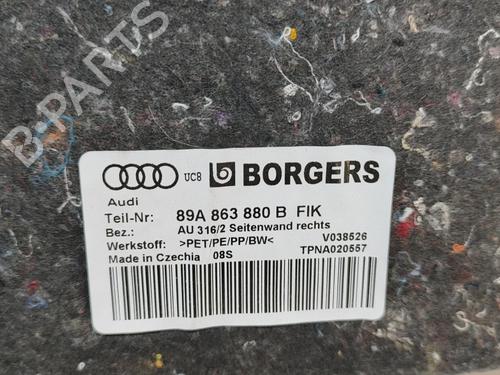 B-PARTS
UC8 BORGERS
Audi
Teil-Nr: 89A 863 880 B FIK
Bez.: AU 316/2 Seitenwand rechts
Werkstoff: >PET/PE/PP/BW< V038526
Made in Czechia 08S TPNA020557